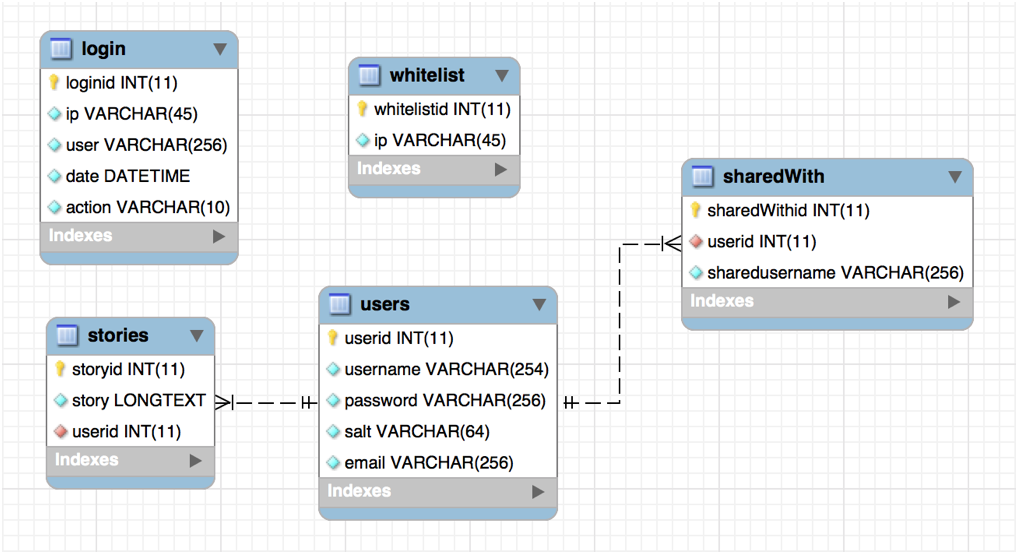 login
loginid INT(11)
ip VARCHAR(45)
user VARCHAR(256)
date DATETIME
action VARCHAR(10)
Indexes
whitelist
whitelistid INT(11)
ip VARCHAR(45)
Indexes
sharedWith
sharedWithid INT(11)
userid INT(11)
sharedusername VARCHAR(256)
Indexes
stories
storyid INT(11)
story LONGTEXT
userid INT(11)
Indexes
users
userid INT(11)
username VARCHAR(254)
password VARCHAR(256)
salt VARCHAR(64)
email VARCHAR(256)
Indexes